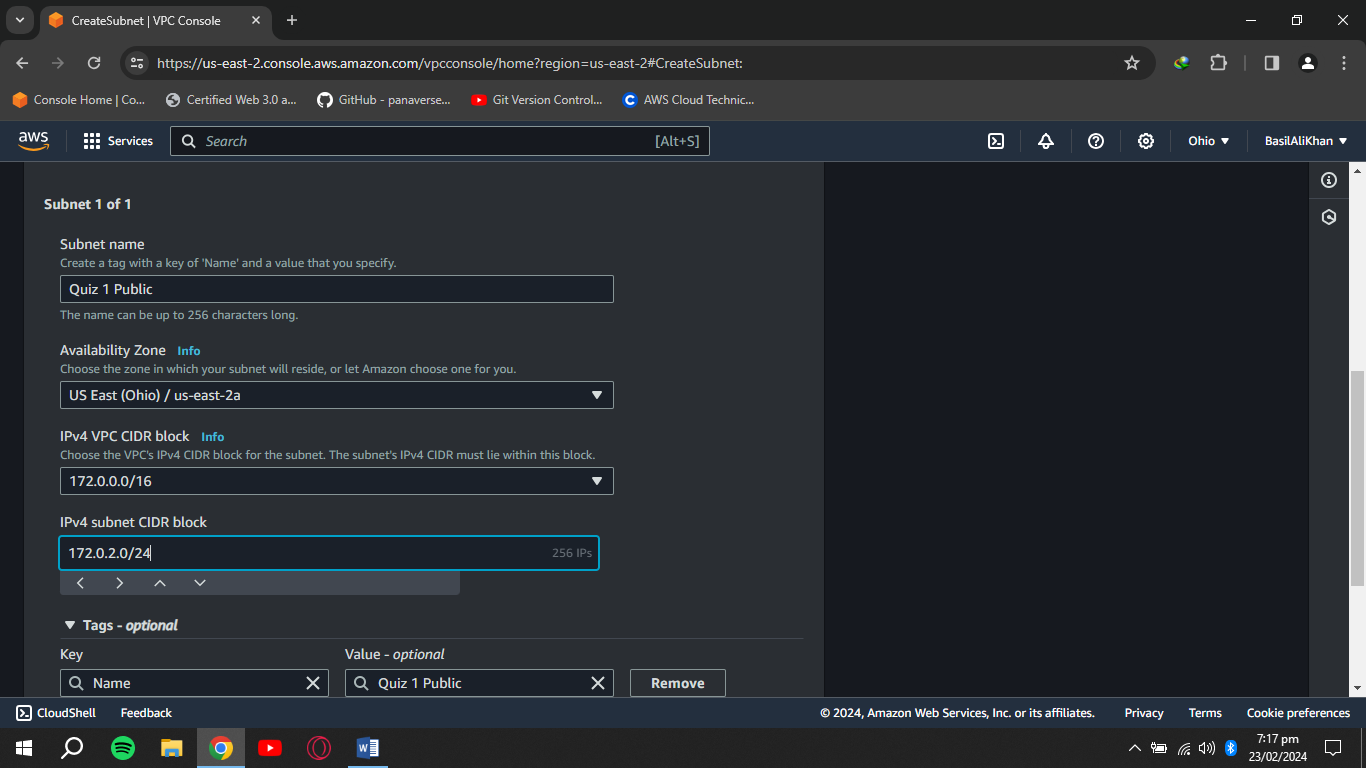 CreateSubnet | VPC Console
https://us-east-2.console.aws.amazon.com/vpcconsole/home?region=us-east-2#CreateSubnet:
Console Home | Co...
Certified Web 3.0 a...
GitHub - panaverse...
Git Version Control...
AWS Cloud Technic...
aws
Services
Search
[Alt+S]
Ohio
BasilAliKhan
Subnet 1 of 1
Subnet name
Create a tag with a key of 'Name' and a value that you specify.
Quiz 1 Public
The name can be up to 256 characters long.
Availability Zone Info
Choose the zone in which your subnet will reside, or let Amazon choose one for you.
US East (Ohio) / us-east-2a
IPv4 VPC CIDR block Info
Choose the VPC's IPv4 CIDR block for the subnet. The subnet's IPv4 CIDR must lie within this block.
172.0.0.0/16
IPv4 subnet CIDR block
172.0.2.0/24
256 IPs
Tags - optional
Key
Value - optional
Name
Quiz 1 Public
Remove
CloudShell
Feedback
© 2024, Amazon Web Services, Inc. or its affiliates.
Privacy
Terms
Cookie preferences
7:17 pm
23/02/2024